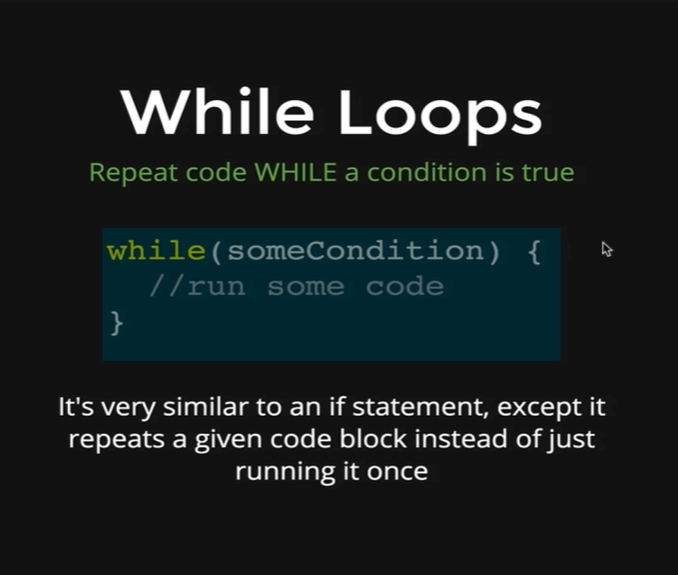 While Loops
Repeat code WHILE a condition is true
while(someCondition) {
//run some code
}
It's very similar to an if statement, except it
repeats a given code block instead of just
running it once